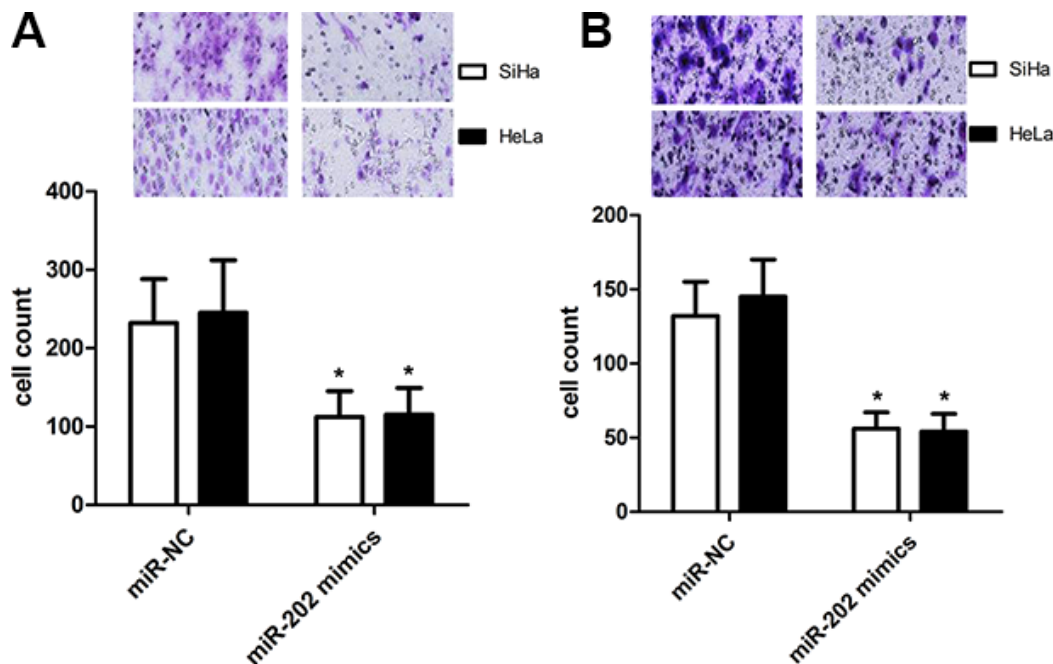 A
SiHa
HeLa
400
300
200
100
0
cell count
* *
miR-NC
miR-202 mimics
B
SiHa
HeLa
200
150
100
50
0
cell count
* *
miR-NC
miR-202 mimics